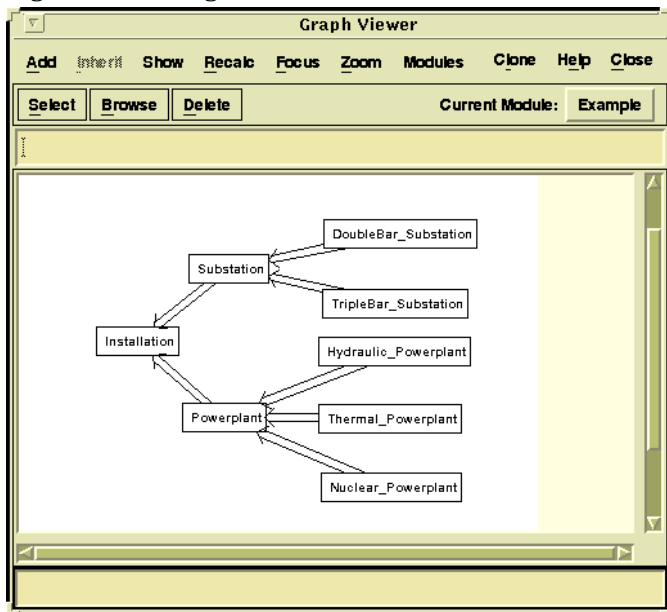 Graph Viewer
Add Inherit Show Recalc Focus Zoom Modules Clone Help Close
Select Browse Delete Current Module: Example
DoubleBar_Substation
Substation
TripleBar_Substation
Installation
Hydraulic_Powerplant
Powerplant
Thermal_Powerplant
Nuclear_Powerplant